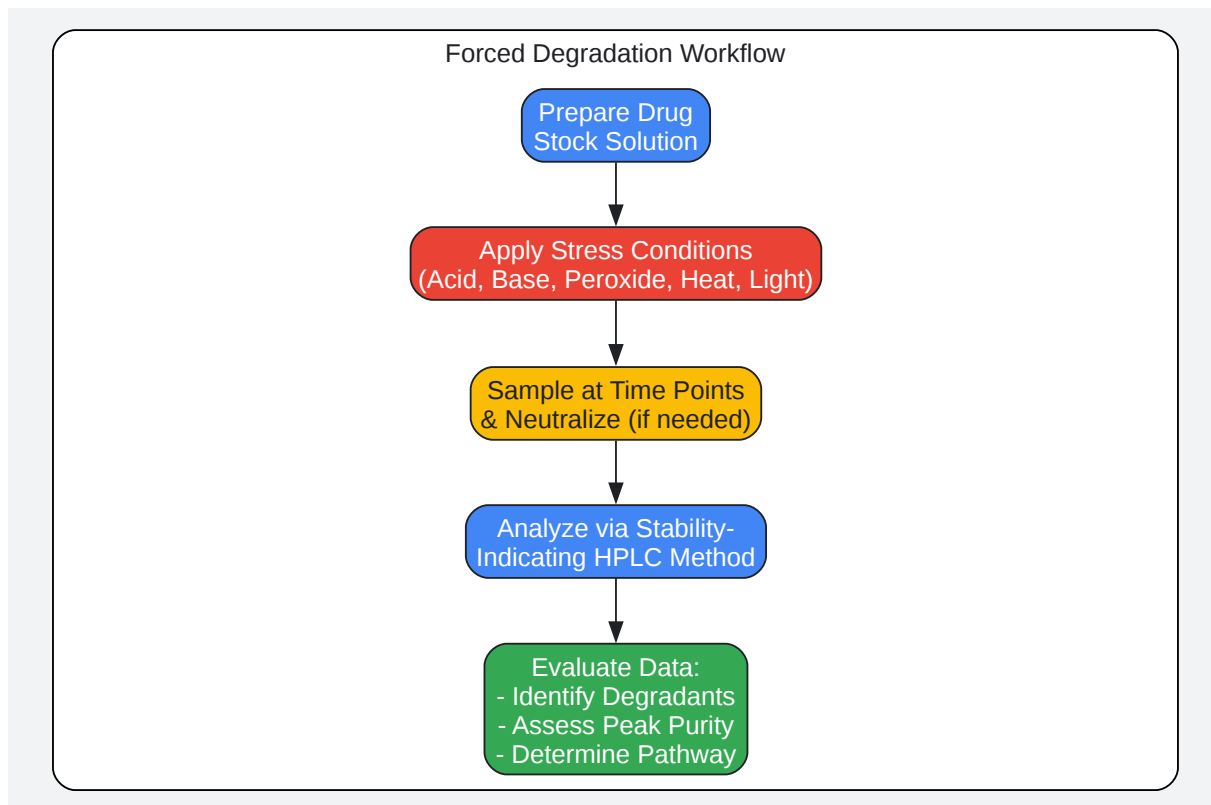 Forced Degradation Workflow
Prepare Drug
Stock Solution
Apply Stress Conditions
(Acid, Base, Peroxide, Heat, Light)
Sample at Time Points
& Neutralize (if needed)
Analyze via Stability-
Indicating HPLC Method
Evaluate Data:
- Identify Degradants
- Assess Peak Purity
- Determine Pathway